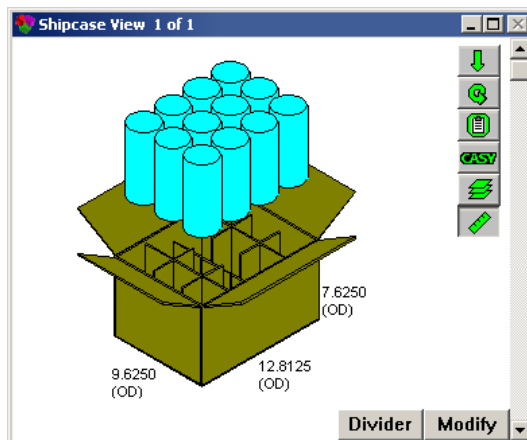 Shipcase View 1 of 1
CASY
7.6250
(OD)
12.8125
(OD)
9.6250
(OD)
Divider
Modify